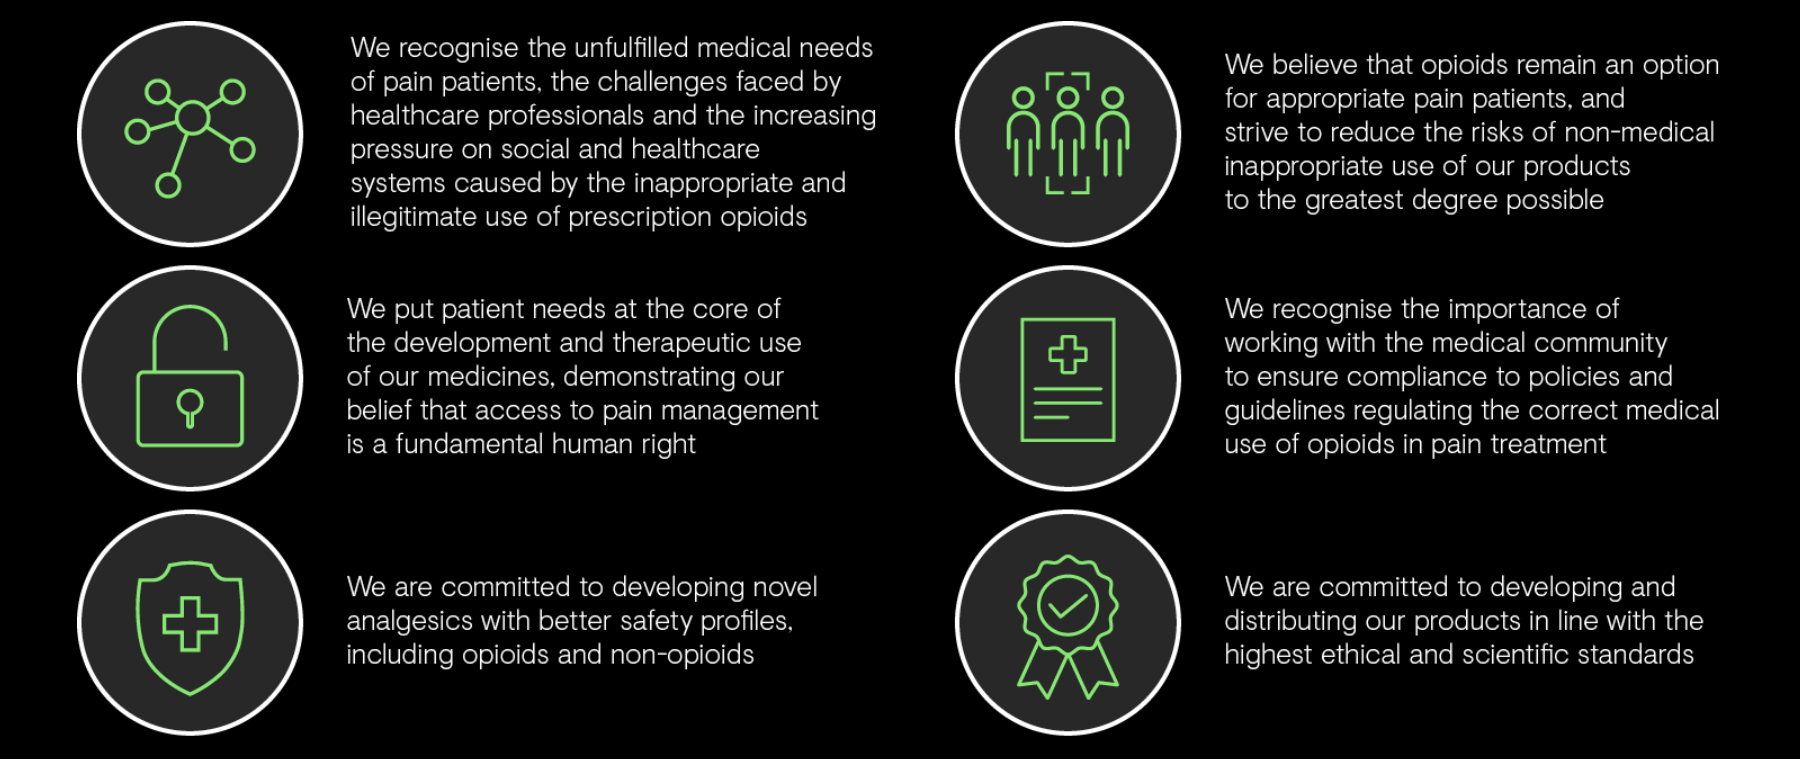 We recognise the unfulfilled medical needs
of pain patients, the challenges faced by
healthcare professionals and the increasing
pressure on social and healthcare
systems caused by the inappropriate and
illegitimate use of prescription opioids
We believe that opioids remain an option
for appropriate pain patients, and
strive to reduce the risks of non-medical
inappropriate use of our products
to the greatest degree possible
We put patient needs at the core of
the development and therapeutic use
of our medicines, demonstrating our
belief that access to pain management
is a fundamental human right
We recognise the importance of
working with the medical community
to ensure compliance to policies and
guidelines regulating the correct medical
use of opioids in pain treatment
We are committed to developing novel
analgesics with better safety profiles,
including opioids and non-opioids
We are committed to developing and
distributing our products in line with the
highest ethical and scientific standards